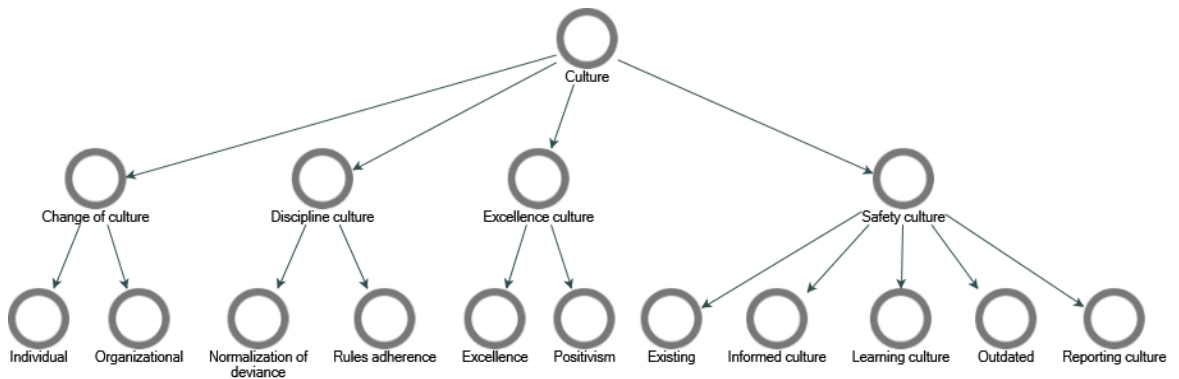 Culture
Change of culture
Discipline culture
Excellence culture
Safety culture
Individual
Organizational
Normalization of
deviance
Rules adherence
Excellence
Positivism
Existing
Informed culture
Learning culture
Outdated
Reporting culture